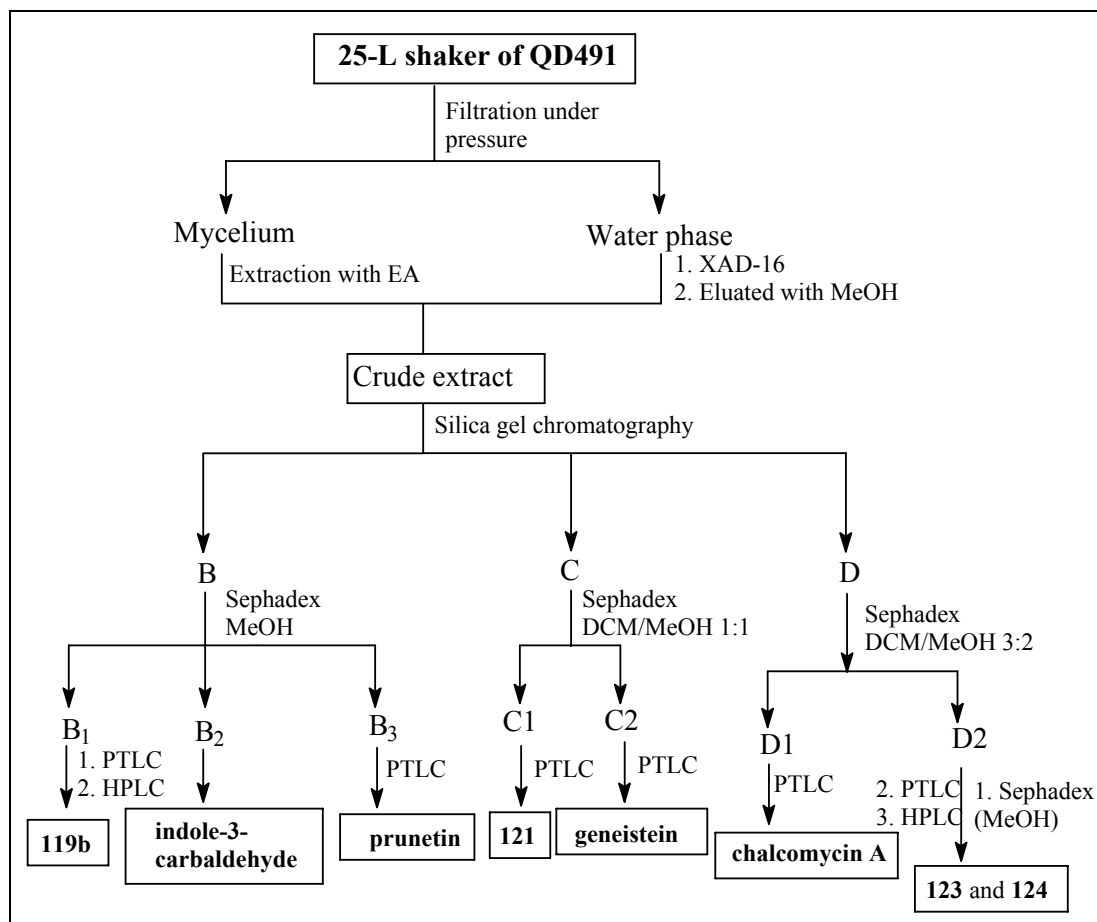 25-L shaker of QD491
Filtration under
pressure
Mycelium
Water phase
Extraction with EA
1. XAD-16
2. Eluated with MeOH
Crude extract
Silica gel chromatography
B
C
D
Sephadex
MeOH
Sephadex
DCM/MeOH 1:1
Sephadex
DCM/MeOH 3:2
B1
B2
B3
C1
C2
D1
D2
1. PTLC
2. HPLC
PTLC
PTLC
PTLC
PTLC
2. PTLC
3. HPLC
1. Sephadex
(MeOH)
119b
indole-3-
carbaldehyde
prunetin
121
geneistein
chalcomycin A
123 and 124